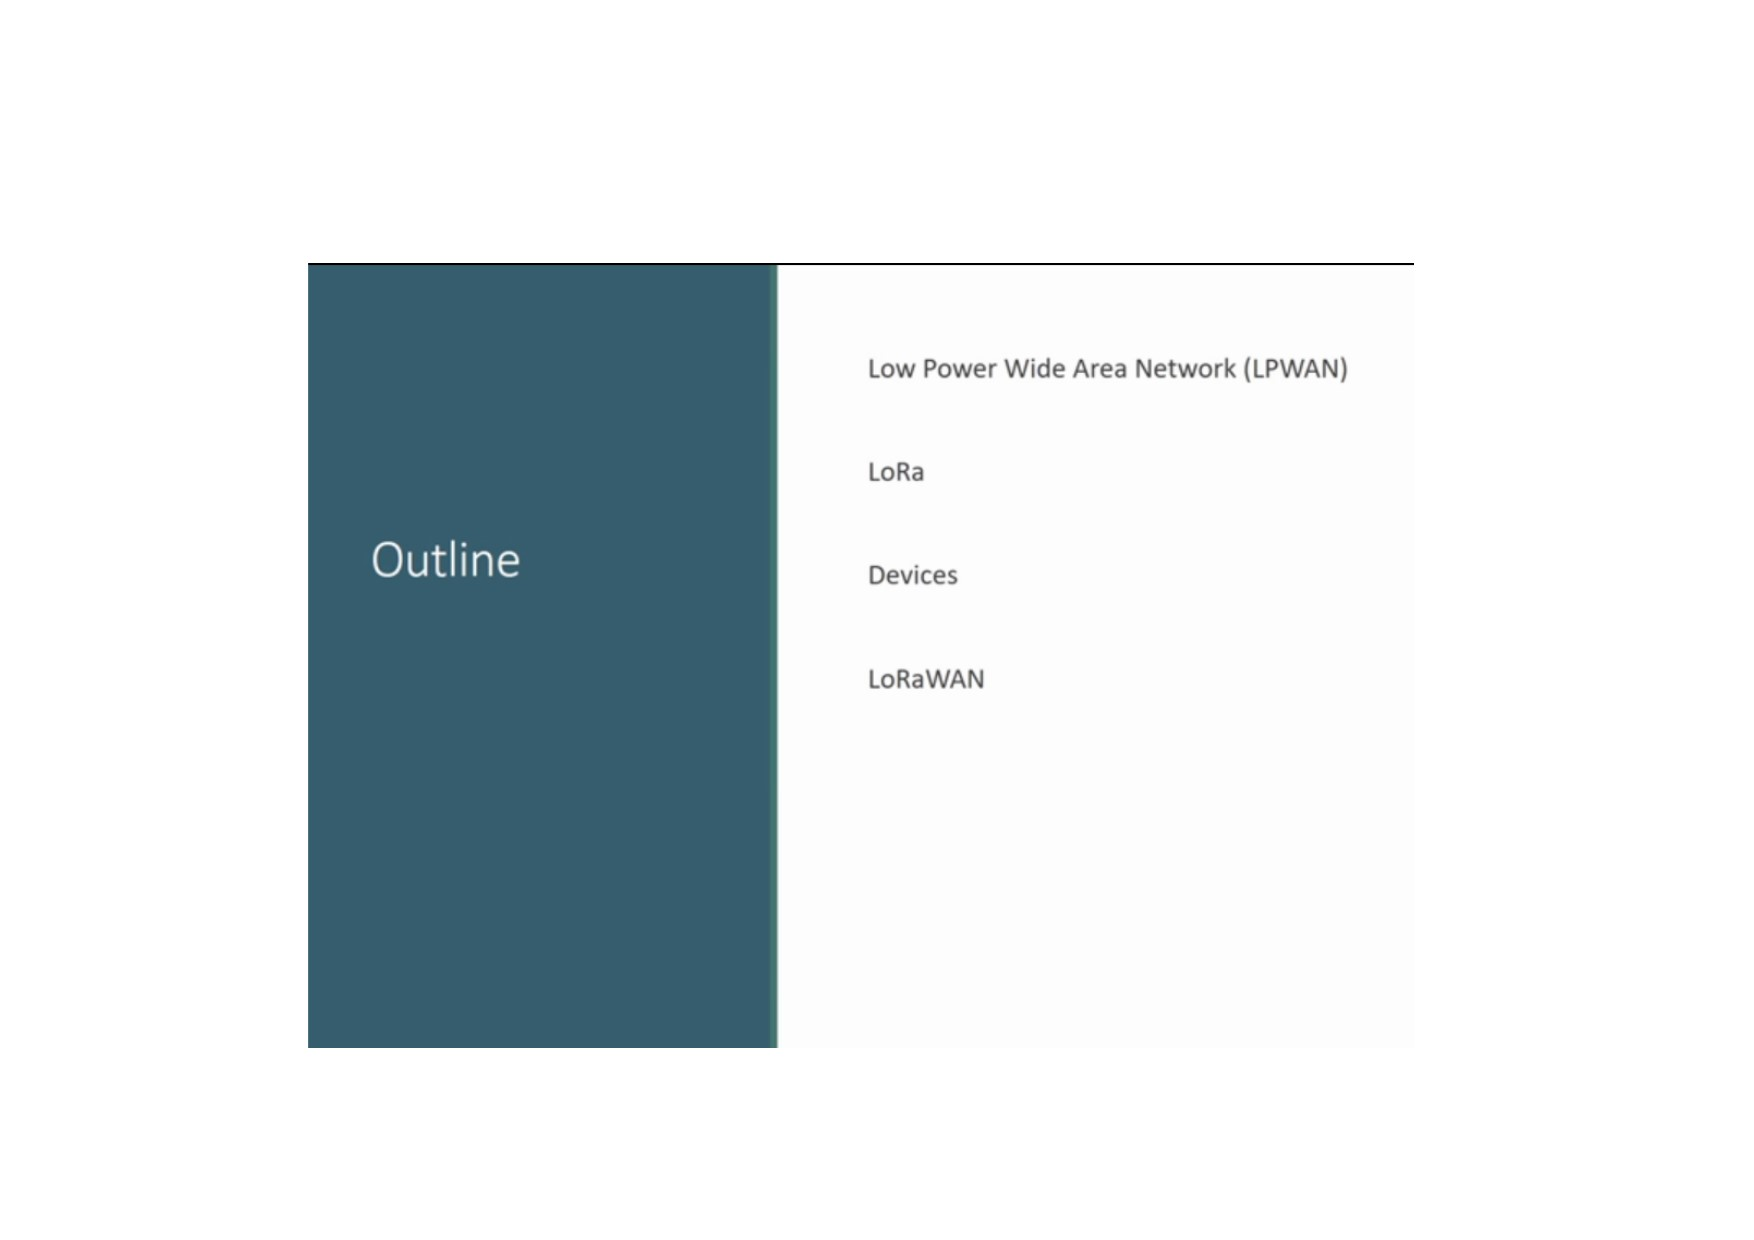 Outline
Low Power Wide Area Network (LPWAN)
LoRa
Devices
LoRaWAN